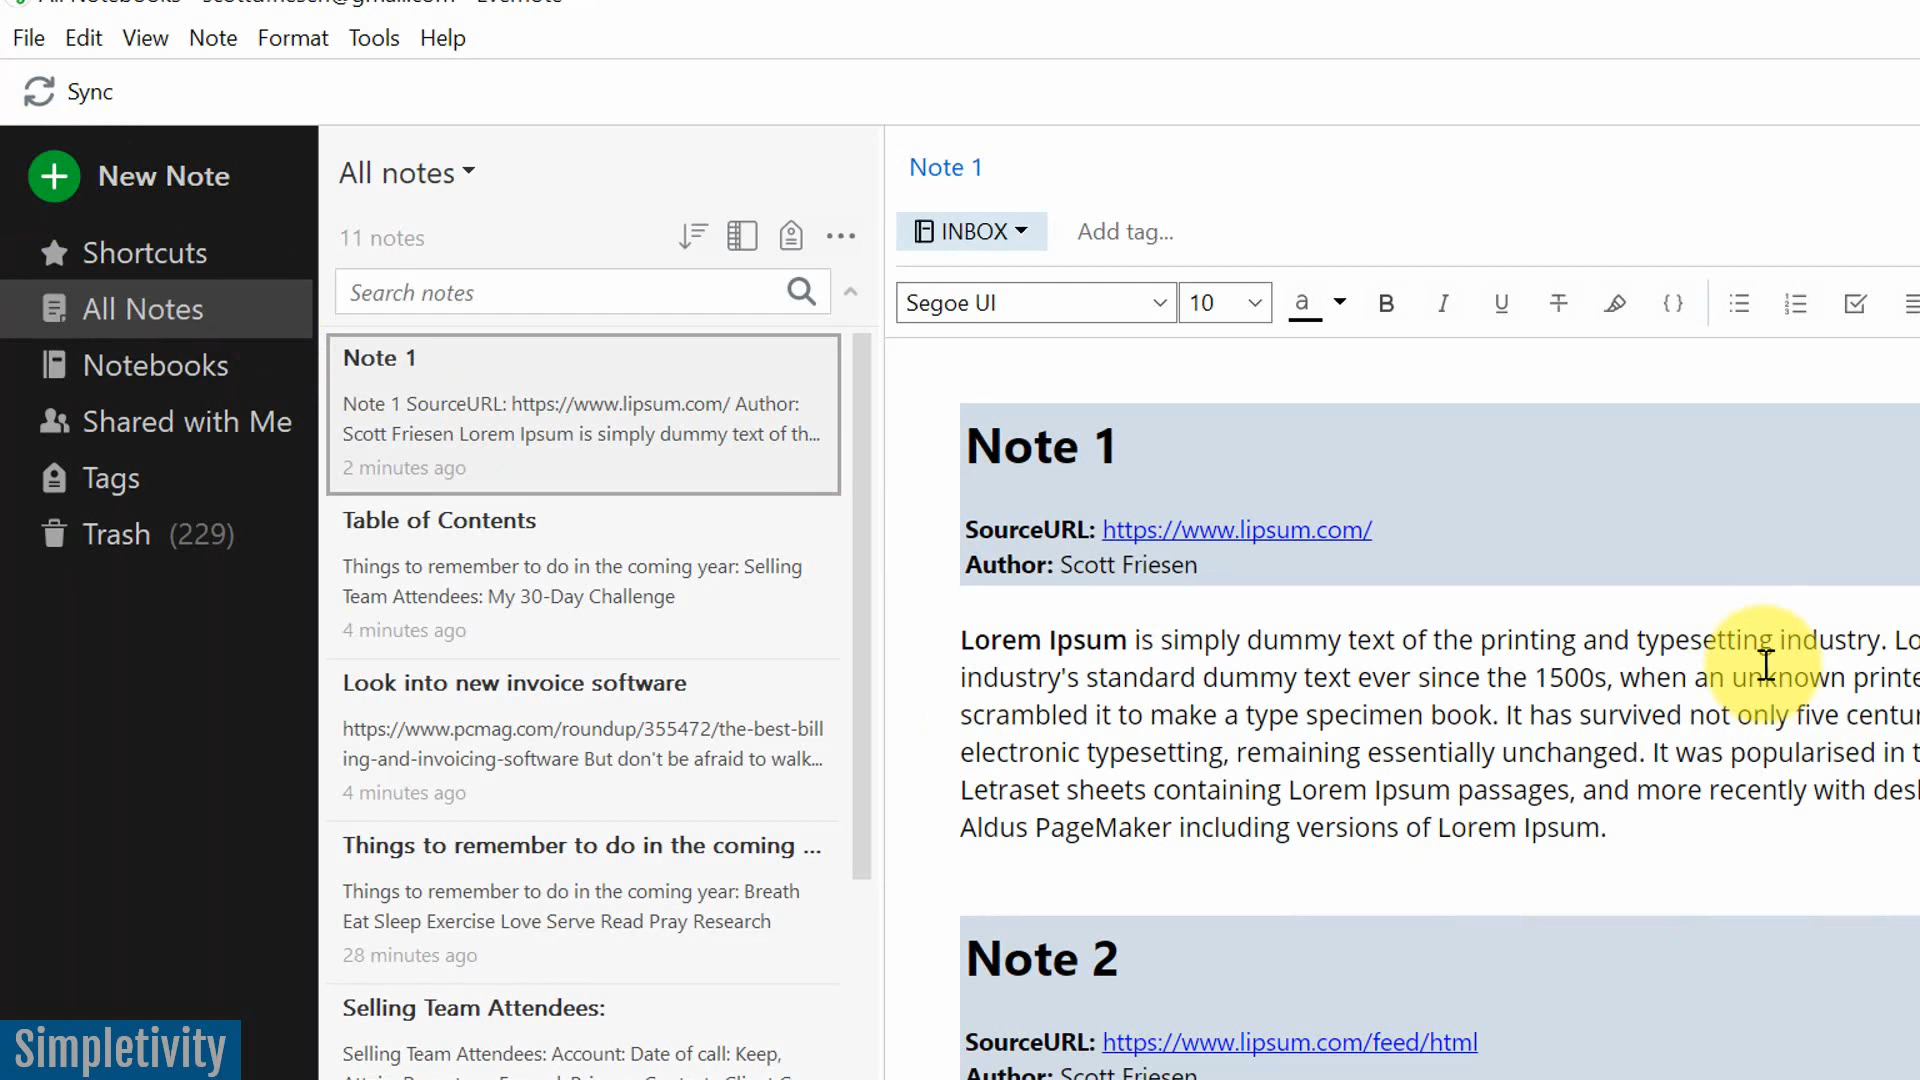 File Edit View Note Format Tools Help
Sync
New Note
Shortcuts
All Notes
Notebooks
Shared with Me
Tags
Trash (229)
Simpletivity
All notes
11 notes
Search notes
Note 1
Note 1 SourceURL: https://www.lipsum.com/ Author:
Scott Friesen Lorem Ipsum is simply dummy text of th...
2 minutes ago
Table of Contents
Things to remember to do in the coming year: Selling
Team Attendees: My 30-Day Challenge
4 minutes ago
Look into new invoice software
https://www.pcmag.com/roundup/355472/the-best-bill
ing-and-invoicing-software But don't be afraid to walk...
4 minutes ago
Things to remember to do in the coming ...
Things to remember to do in the coming year: Breath
Eat Sleep Exercise Love Serve Read Pray Research
28 minutes ago
Selling Team Attendees:
Selling Team Attendees: Account: Date of call: Keep,
Note 1
INBOX Add tag...
Segoe UI 10 a B I U T { }
Note 1
SourceURL: https://www.lipsum.com/
Author: Scott Friesen
Lorem Ipsum is simply dummy text of the printing and typesetting industry. Lo
industry's standard dummy text ever since the 1500s, when an unknown printe
scrambled it to make a type specimen book. It has survived not only five centur
electronic typesetting, remaining essentially unchanged. It was popularised in t
Letraset sheets containing Lorem Ipsum passages, and more recently with desk
Aldus PageMaker including versions of Lorem Ipsum.
Note 2
SourceURL: https://www.lipsum.com/feed/html
Author: Scott Friesen